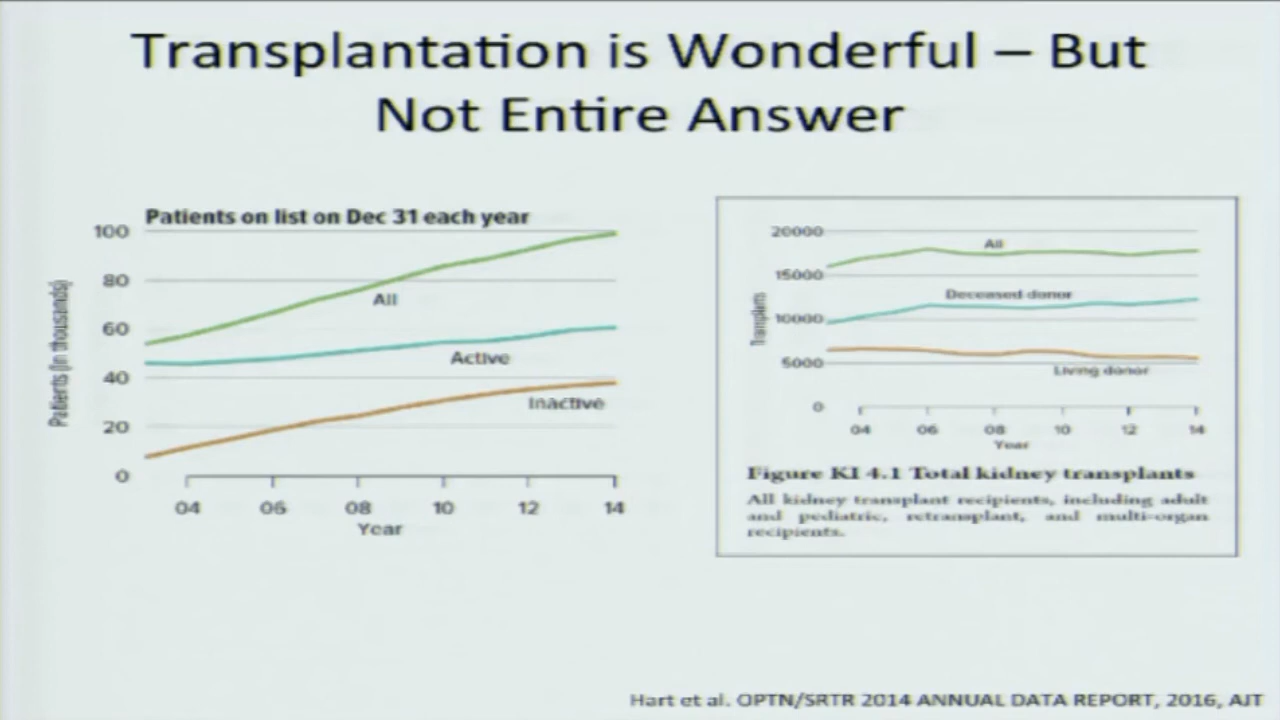 Transplantation is Wonderful – But
Not Entire Answer
Patients on list on Dec 31 each year
100
80
60
40
20
0
Patients (in thousands)
All
Active
Inactive
04 06 08 10 12 14
Year
20000
15000
10000
5000
0
Transplants
All
Deceased donor
Living donor
04 06 08 10 12 14
Year
Figure KI 4.1 Total kidney transplants
All kidney transplant recipients, including adult
and pediatric, retransplant, and multi-organ
recipients.
Hart et al. OPTN/SRTR 2014 ANNUAL DATA REPORT, 2016, AJT